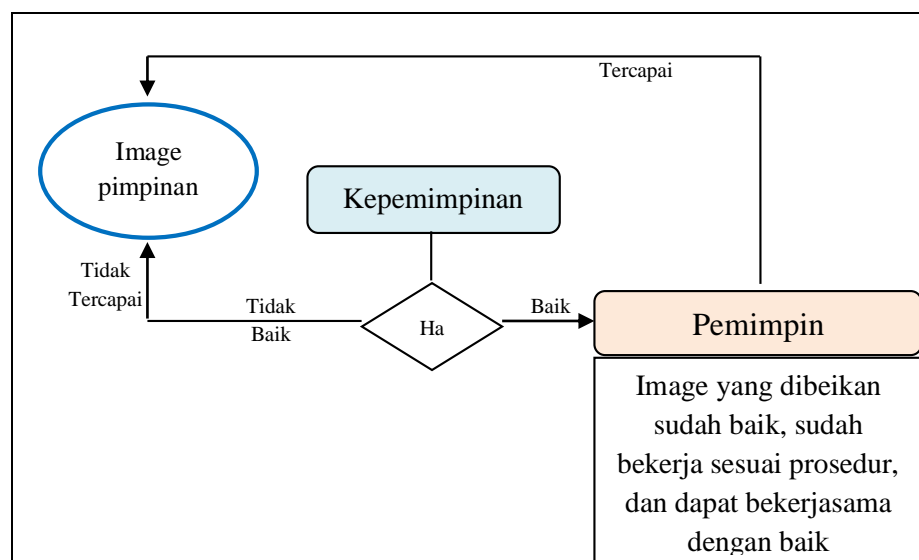 Tercapai
Image
pimpinan
Kepemimpinan
Tidak
Tercapai
Tidak
Baik
Ha
Baik
Pemimpin
Image yang dibeikan
sudah baik, sudah
bekerja sesuai prosedur,
dan dapat bekerjasama
dengan baik